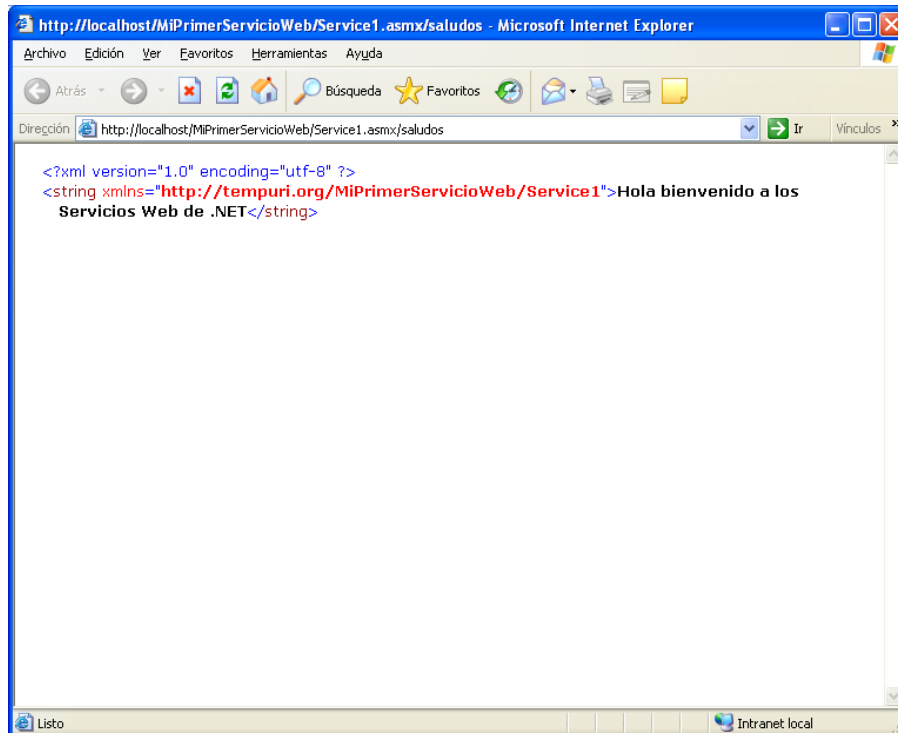 http://localhost/MiPrimerServicioWeb/Service1.asmx/saludos - Microsoft Internet Explorer
Archivo Edición Ver Favoritos Herramientas Ayuda
Atrás Búsqueda Favoritos
Dirección http://localhost/MiPrimerServicioWeb/Service1.asmx/saludos Ir Vínculos »
<?xml version="1.0" encoding="utf-8" ?>
<string xmlns="http://tempuri.org/MiPrimerServicioWeb/Service1">Hola bienvenido a los
Servicios Web de .NET</string>
Listo Intranet local